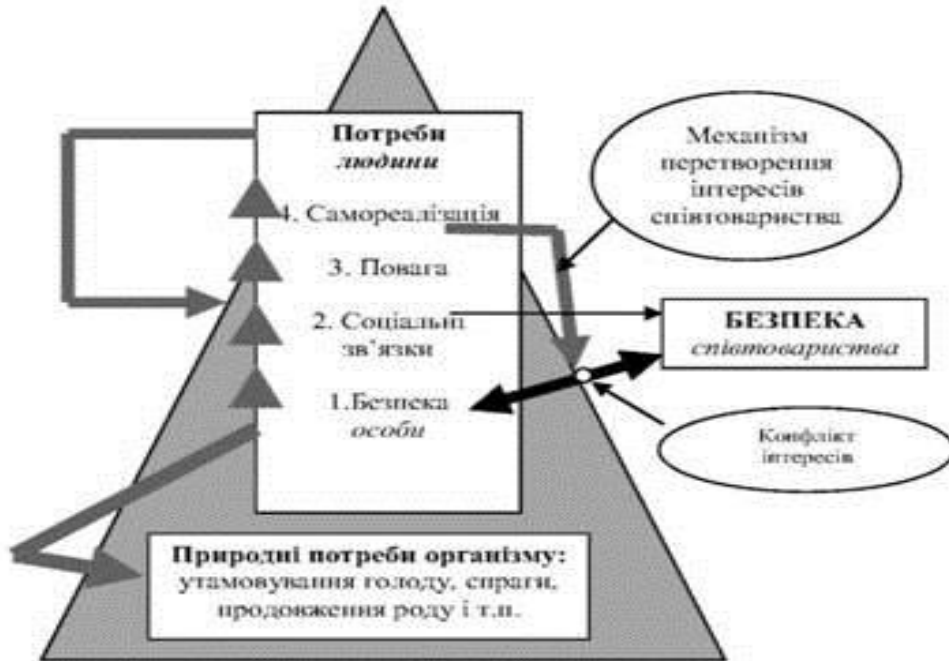 Потреби
людини
4. Самореалізація
3. Повага
2. Соціальні
зв’язки
1.Безпека
особи
Природні потреби організму:
утамовування голоду, спраги,
продовження роду і т.п.
Механізм
перетворення
інтересів
співтовариства
БЕЗПЕКА
співтовариства
Конфлікт
інтересів